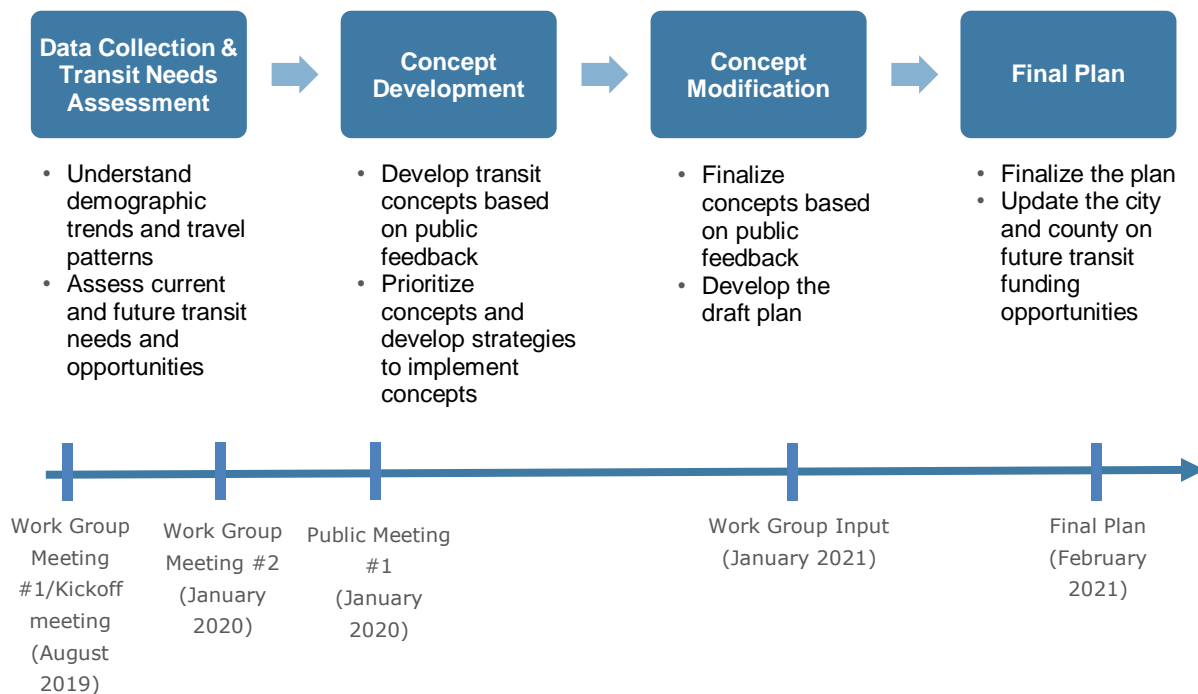 Data Collection &
Transit Needs
Assessment
Concept
Development
Concept
Modification
Final Plan
• Understand
demographic
trends and travel
patterns
• Assess current
and future transit
needs and
opportunities
• Develop transit
concepts based
on public
feedback
• Prioritize
concepts and
develop strategies
to implement
concepts
• Finalize
concepts based
on public
feedback
• Develop the
draft plan
• Finalize the plan
• Update the city
and county on
future transit
funding
opportunities
Work Group
Meeting
#1/Kickoff
meeting
(August
2019)
Work Group
Meeting #2
(January
2020)
Public Meeting
#1
(January
2020)
Work Group Input
(January 2021)
Final Plan
(February
2021)